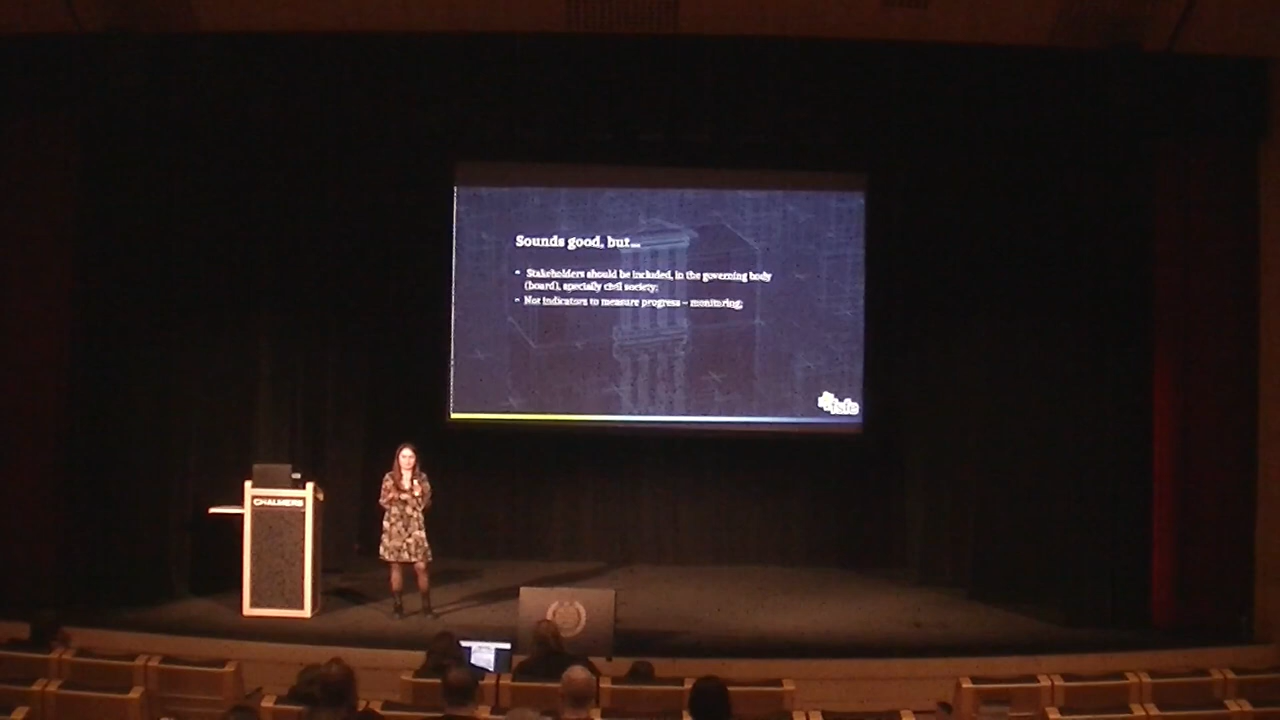 Sounds good, but...
• Stakeholders should be included, in the governing body
(board), specially civil society;
• Not indicators to measure progress – monitoring;
isfe
CHALMERS